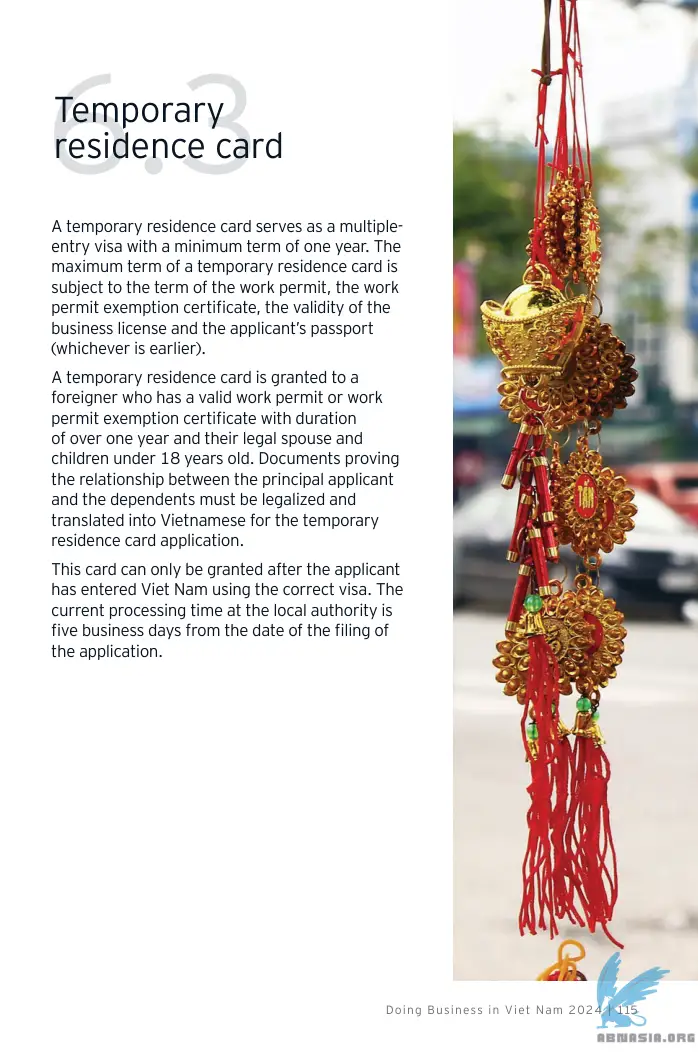 6.3
Temporary
residence card
A temporary residence card serves as a multiple-
entry visa with a minimum term of one year. The
maximum term of a temporary residence card is
subject to the term of the work permit, the work
permit exemption certificate, the validity of the
business license and the applicant’s passport
(whichever is earlier).
A temporary residence card is granted to a
foreigner who has a valid work permit or work
permit exemption certificate with duration
of over one year and their legal spouse and
children under 18 years old. Documents proving
the relationship between the principal applicant
and the dependents must be legalized and
translated into Vietnamese for the temporary
residence card application.
This card can only be granted after the applicant
has entered Viet Nam using the correct visa. The
current processing time at the local authority is
five business days from the date of the filing of
the application.
Doing Business in Viet Nam 2024 | 115
ABNASIA.ORG